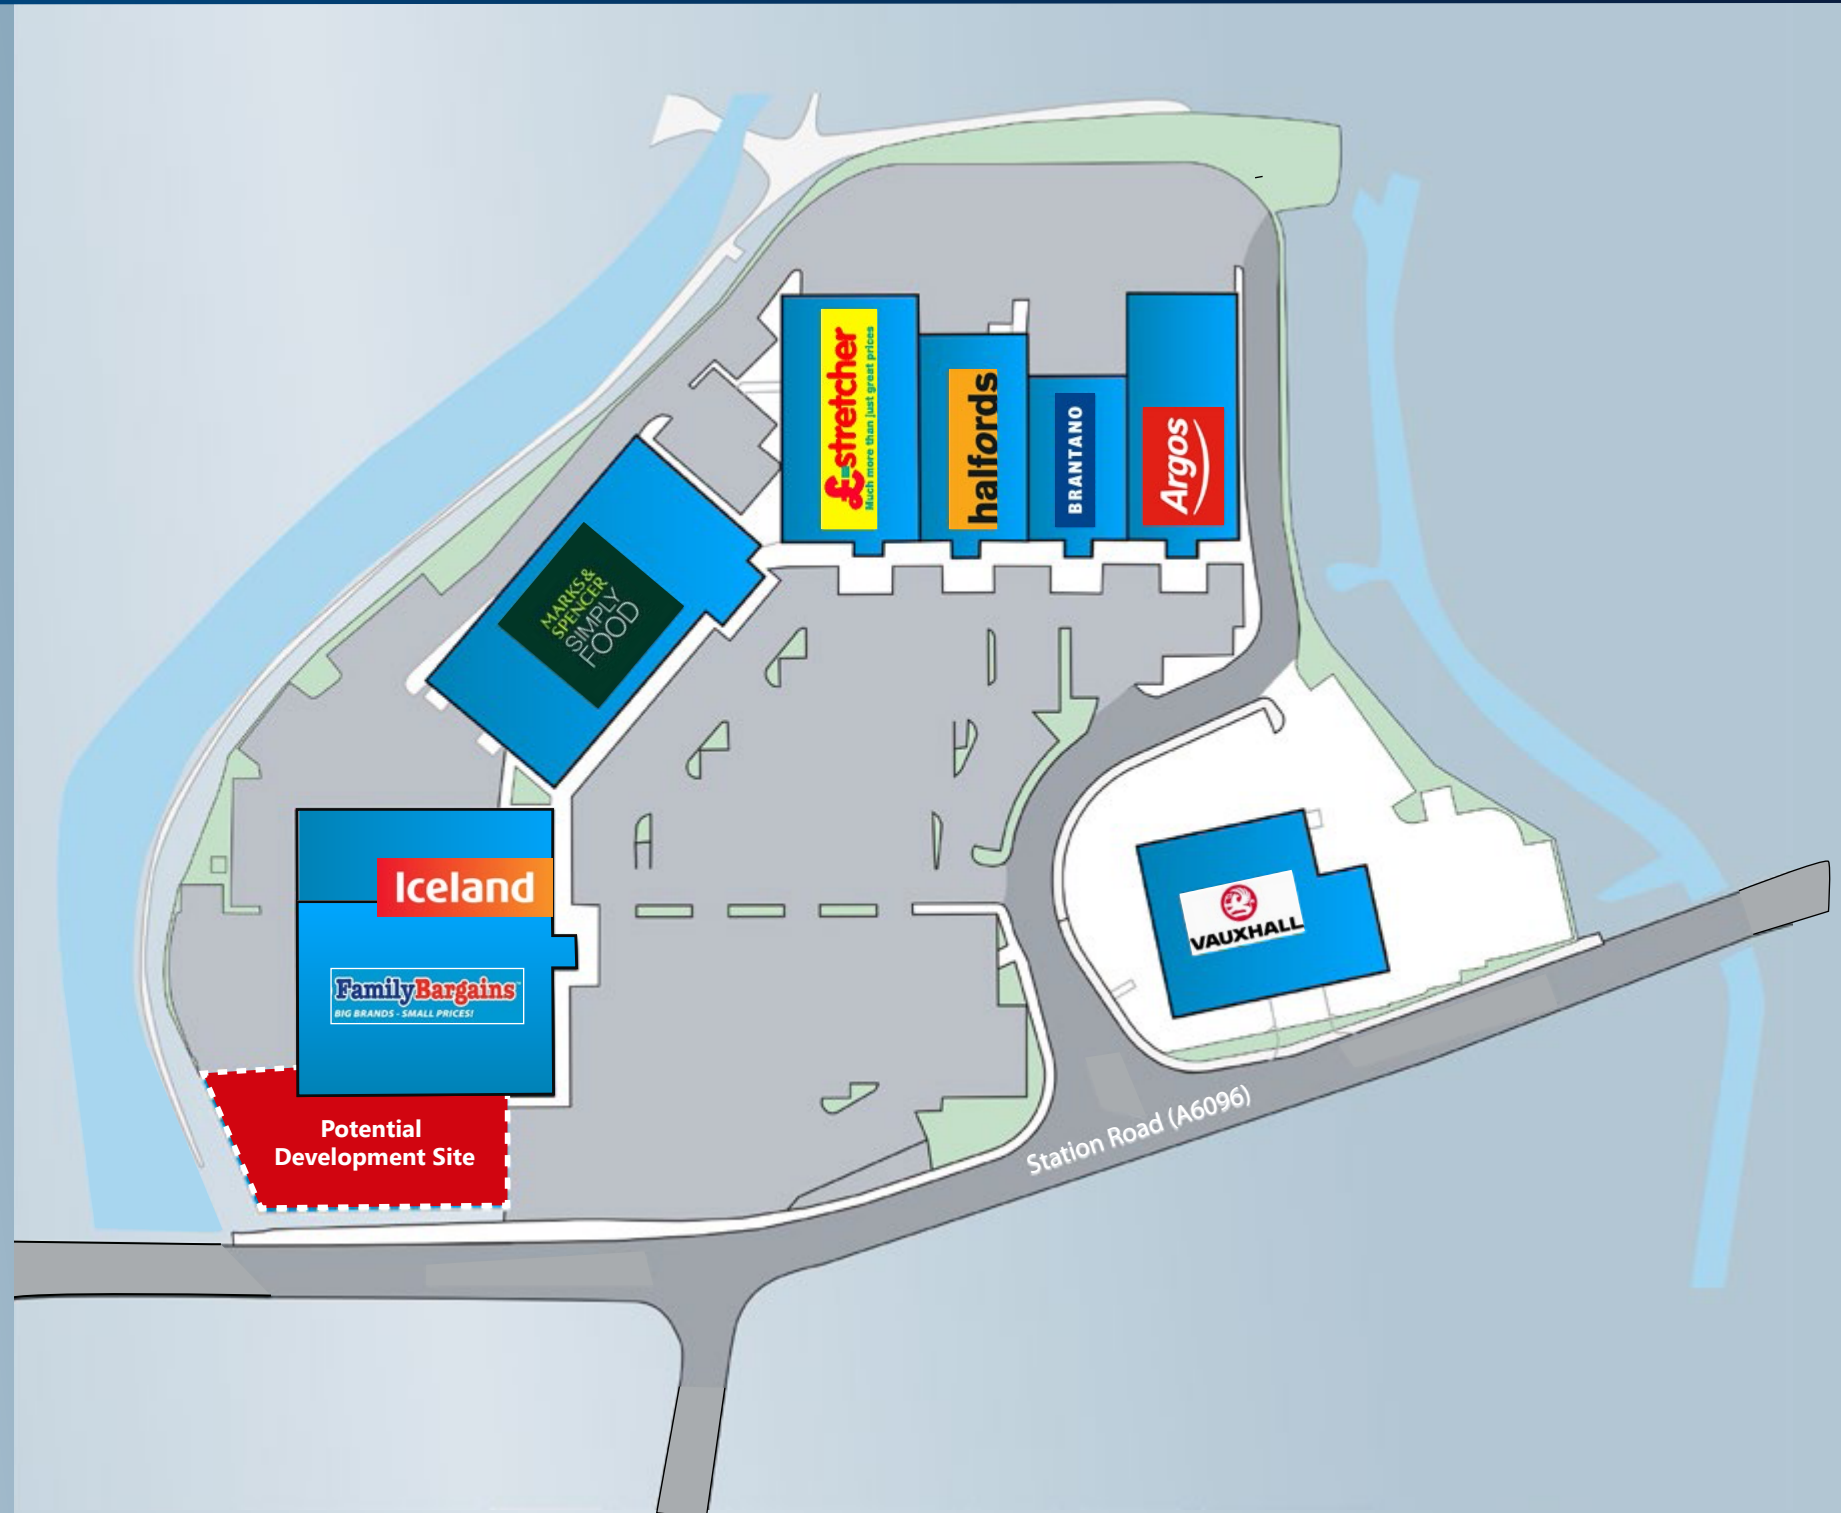 £-stretcher
Much more than just great prices
halfords
BRANTANO
Argos
MARKS &
SPENCER
SIMPLY
FOOD
Iceland
FamilyBargains
BIG BRANDS - SMALL PRICES!
VAUXHALL
Potential
Development Site
Station Road (A6096)